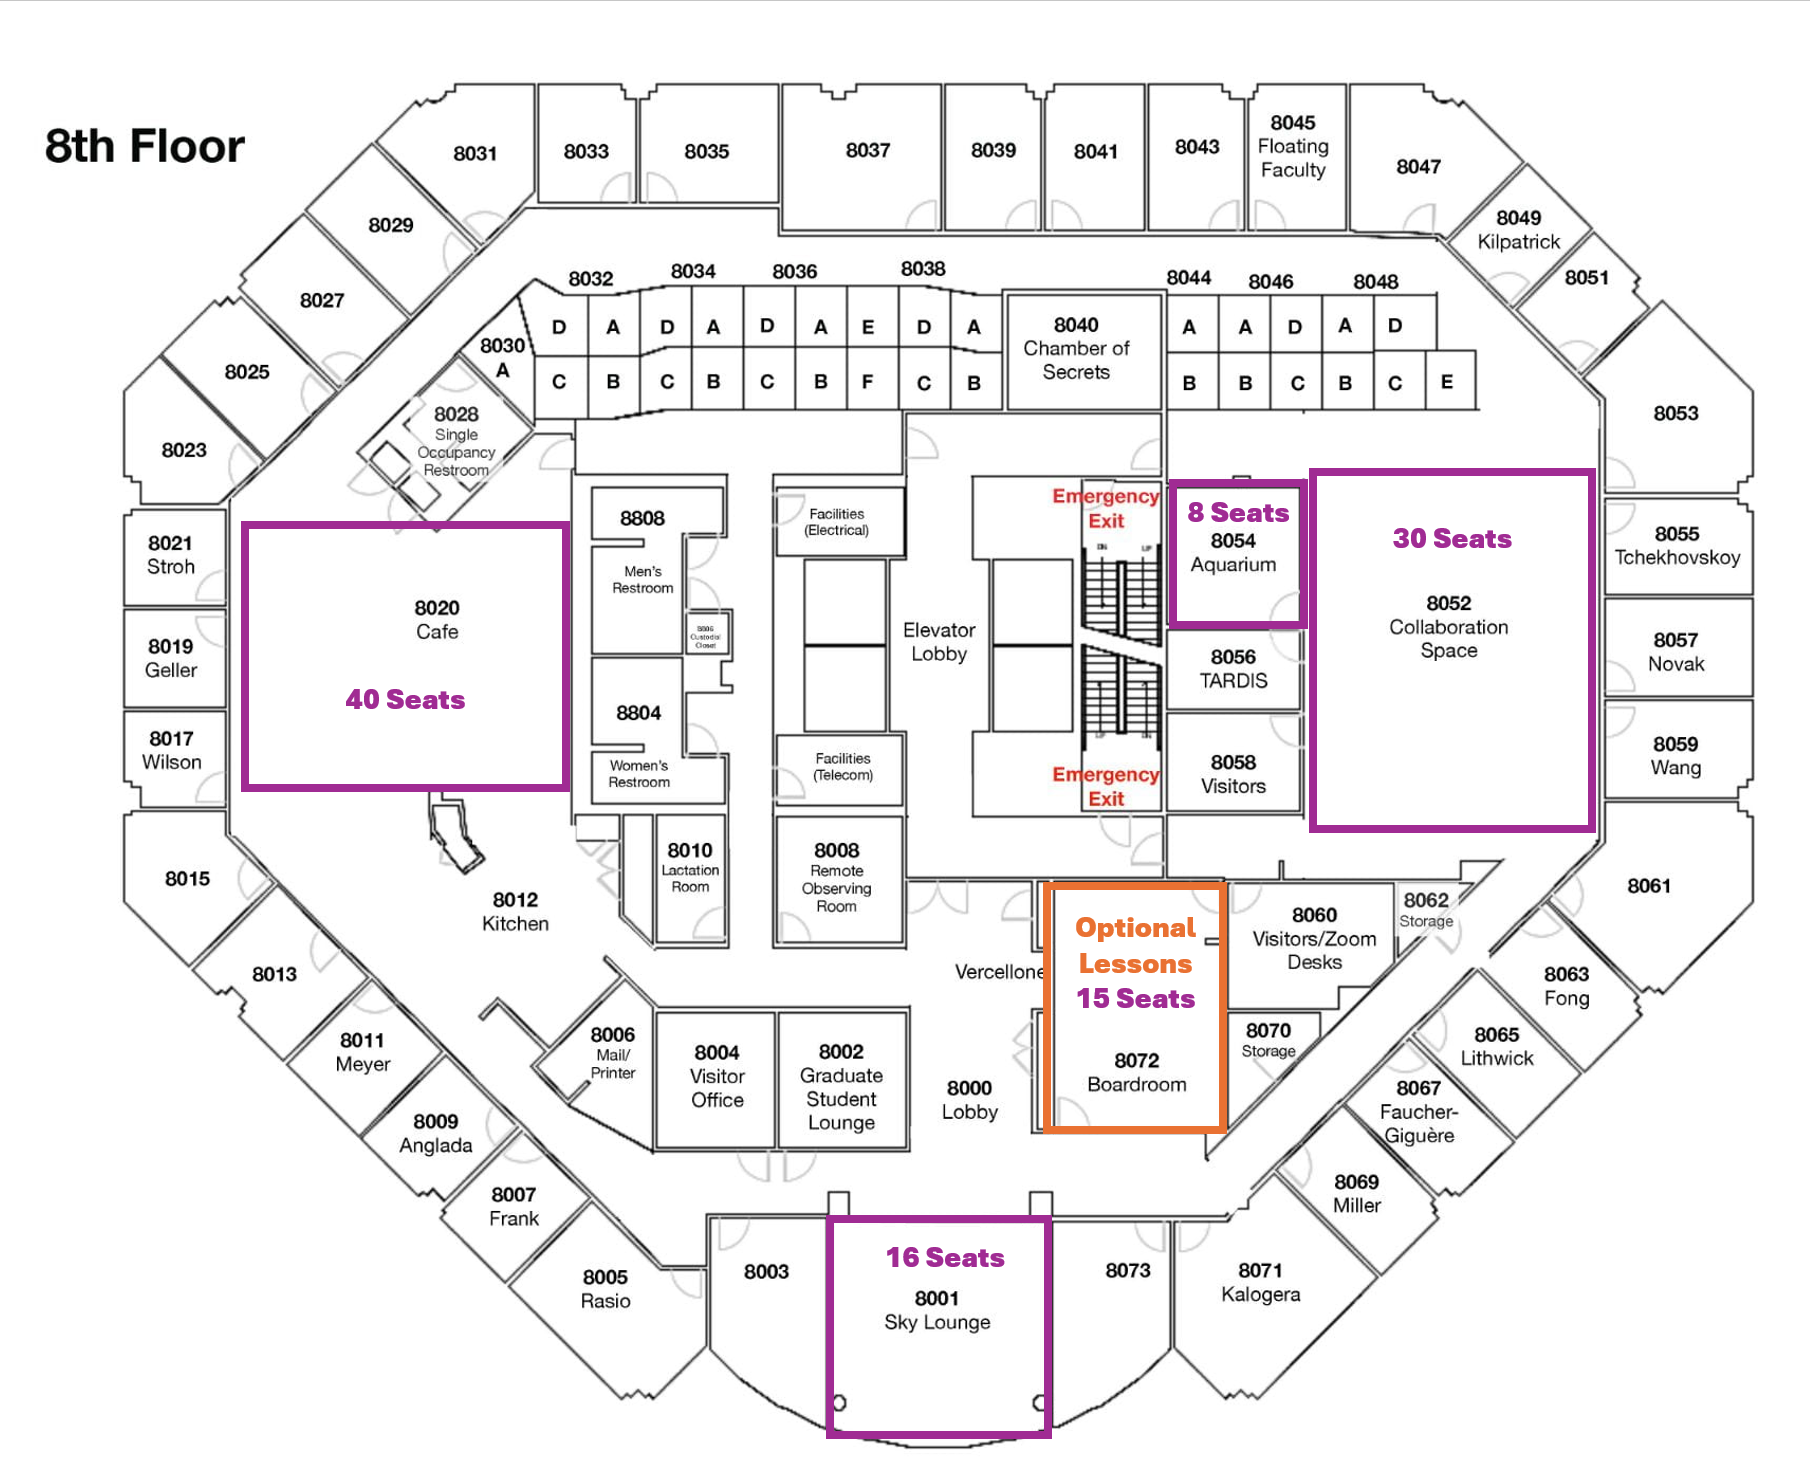 8th Floor
8031
8033
8035
8037
8039
8041
8043
8045
Floating
Faculty
8047
8029
8049
Kilpatrick
8027
8051
8032
8034
8036
8038
8044
8046
8048
D A D A D A E D A
8040
Chamber of
Secrets
A A D A D
8030
A
C B C B C B F C B
B B C B C E
8025
8023
8028
Single
Occupancy
Restroom
8053
8021
Stroh
8020
Cafe
40 Seats
8808
Men's
Restroom
8806
Custodial
Closet
Facilities
(Electrical)
Emergency
Exit
DN UP
8 Seats
8054
Aquarium
30 Seats
8052
Collaboration
Space
8055
Tchekhovskoy
8019
Geller
Elevator
Lobby
8056
TARDIS
8057
Novak
8017
Wilson
8804
Women's
Restroom
Facilities
(Telecom)
UP DN
Emergency
Exit
8058
Visitors
8059
Wang
8015
8012
Kitchen
8010
Lactation
Room
8008
Remote
Observing
Room
8061
Optional
Lessons
15 Seats
8072
Boardroom
8060
Visitors/Zoom
Desks
8062
Storage
Vercellone
8013
8063
Fong
8011
Meyer
8006
Mail/
Printer
8004
Visitor
Office
8002
Graduate
Student
Lounge
8000
Lobby
8070
Storage
8065
Lithwick
8009
Anglada
8067
Faucher-
Giguère
8007
Frank
8069
Miller
8005
Rasio
8003
16 Seats
8001
Sky Lounge
8073
8071
Kalogera